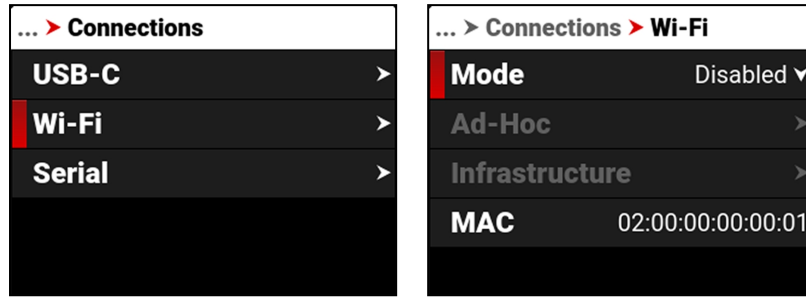 ... > Connections
USB-C >
Wi-Fi >
Serial >
... > Connections > Wi-Fi
Mode Disabled
Ad-Hoc >
Infrastructure >
MAC 02:00:00:00:00:01